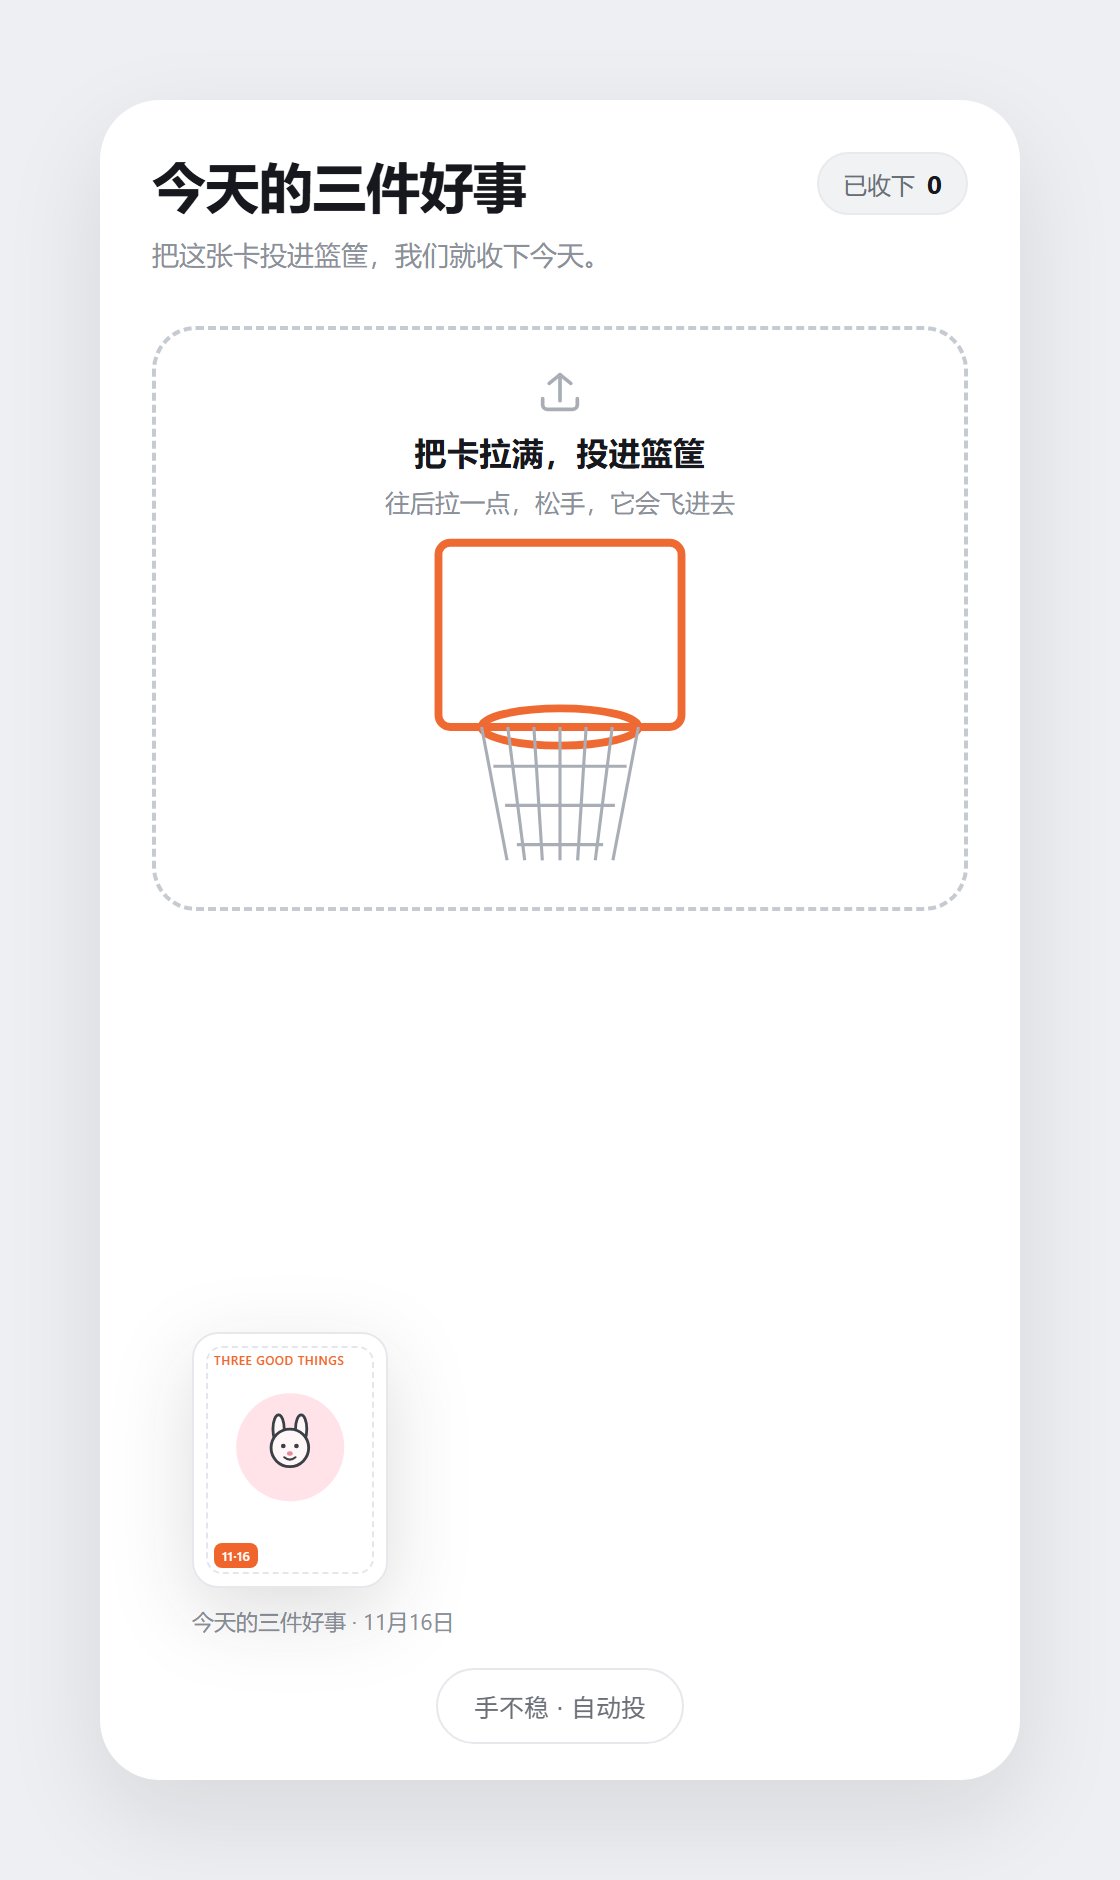 今天的三件好事
已收下 0
把这张卡投进篮筐，我们就收下今天。
把卡拉满，投进篮筐
往后拉一点，松手，它会飞进去
THREE GOOD THINGS
11·16
今天的三件好事 · 11月16日
手不稳 · 自动投